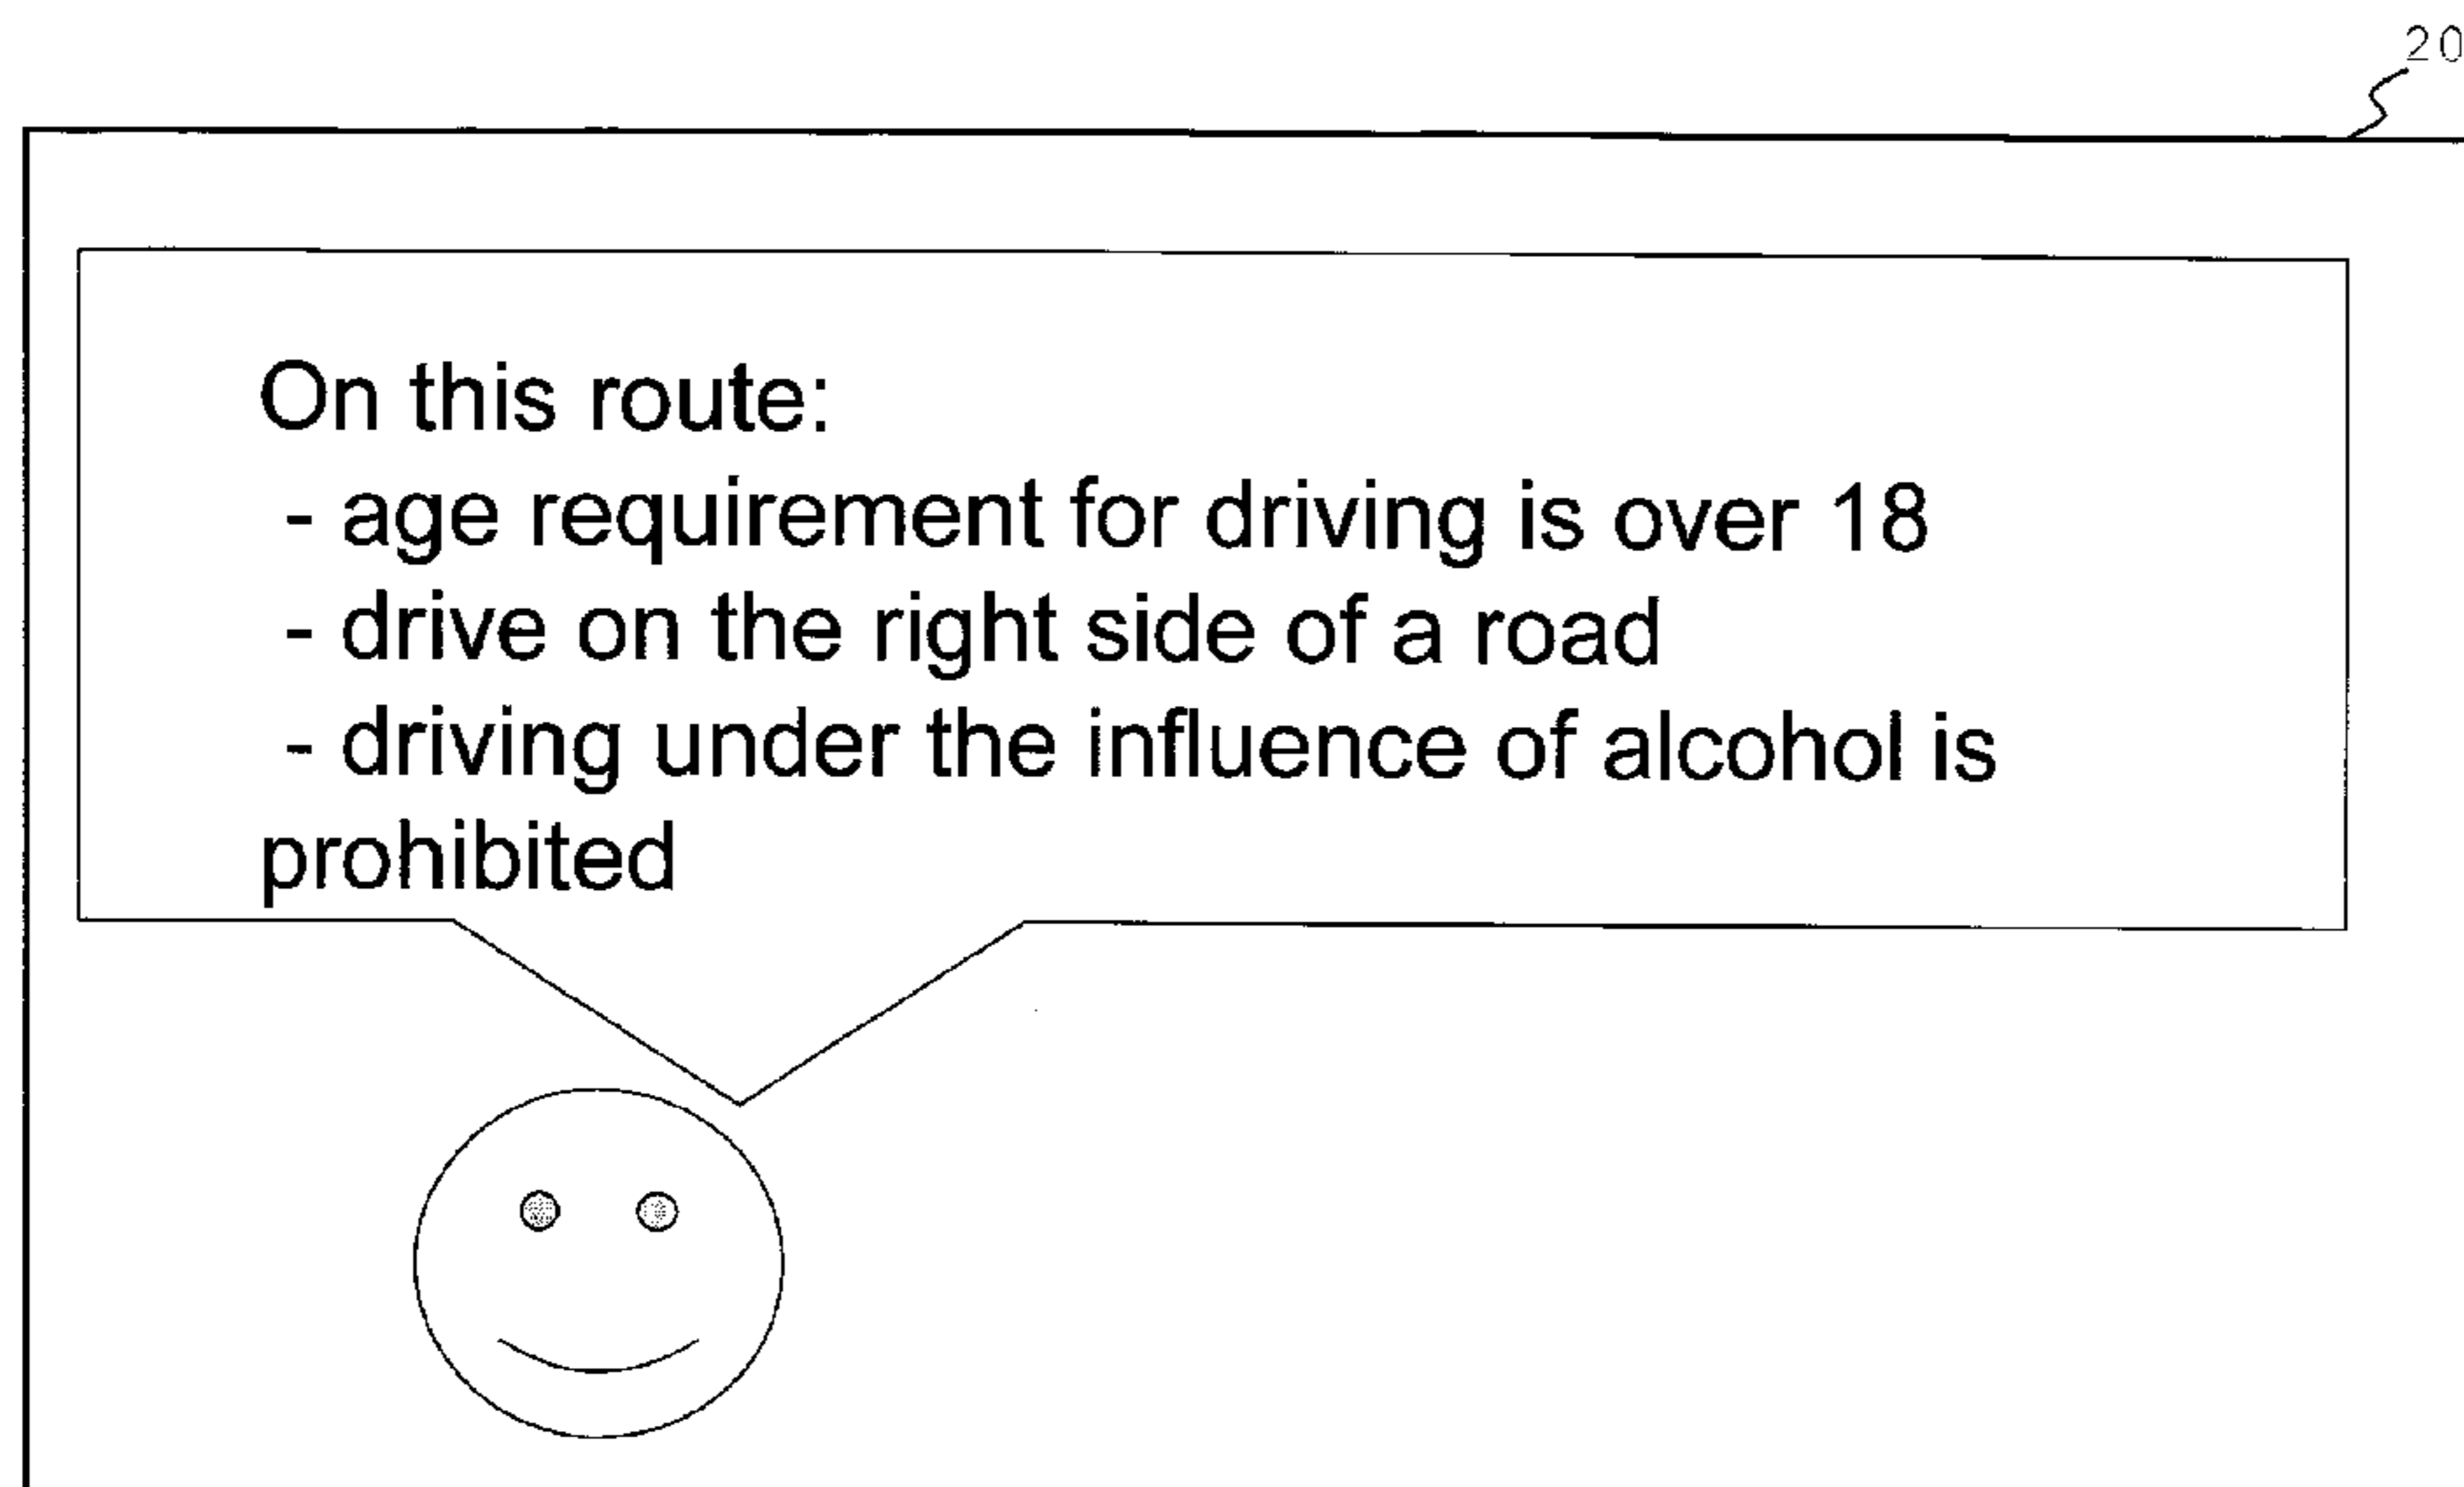 20
On this route:
- age requirement for driving is over 18
- drive on the right side of a road
- driving under the influence of alcohol is
prohibited